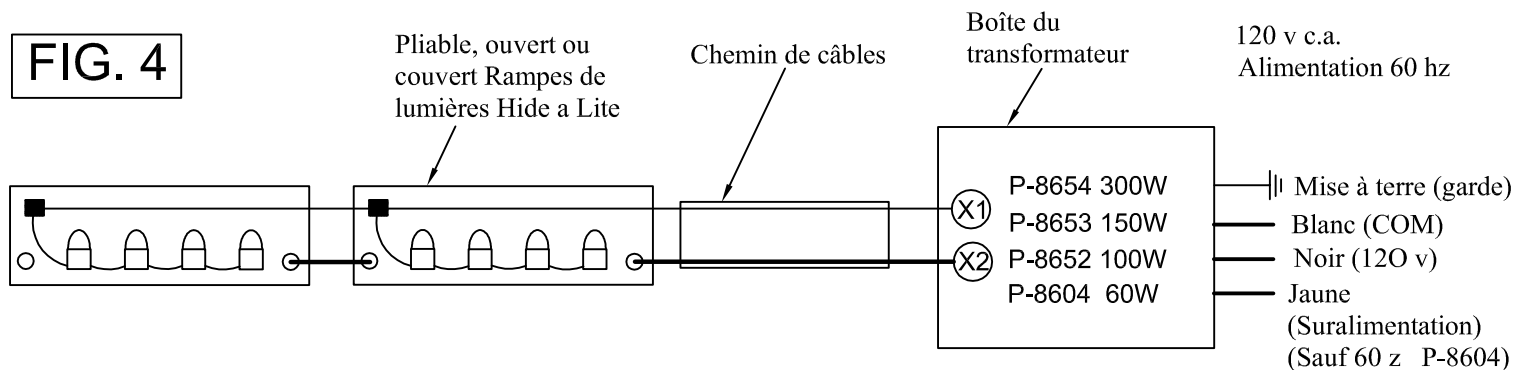 FIG. 4
Pliable, ouvert ou
couvert Rampes de
lumières Hide a Lite
Chemin de câbles
Boîte du
transformateur
120 v c.a.
Alimentation 60 hz
X1
X2
P-8654 300W
P-8653 150W
P-8652 100W
P-8604 60W
Mise à terre (garde)
Blanc (COM)
Noir (12O v)
Jaune
(Suralimentation)
(Sauf 60 z P-8604)